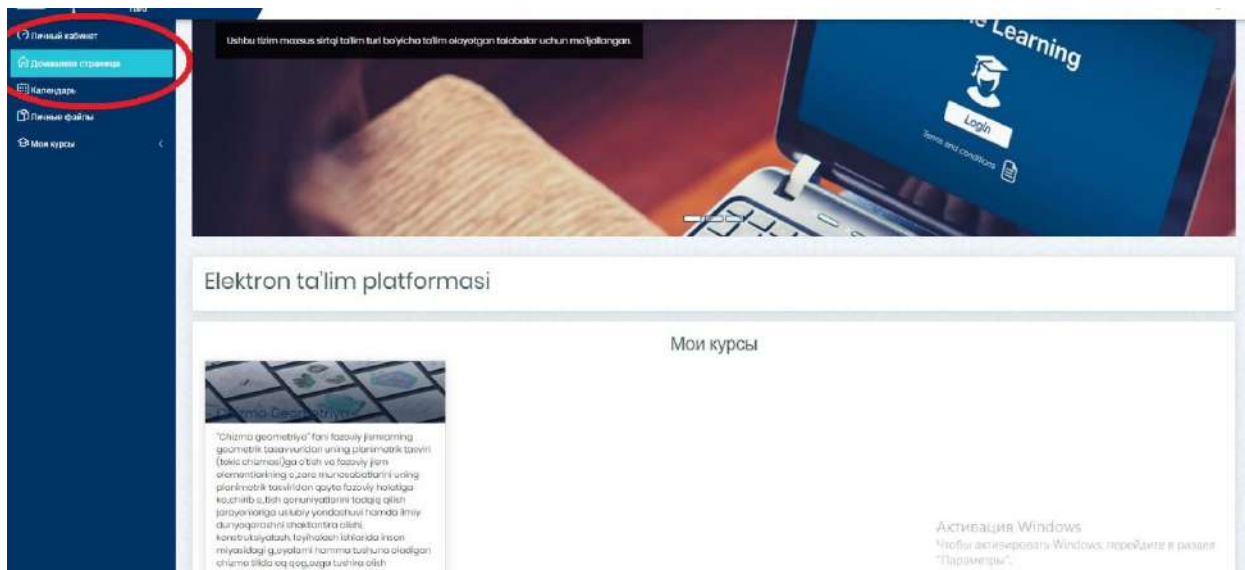 Личный кабинет
Домашняя страница
Календарь
Личные файлы
Мои курсы
Ushbu tizim maxsus sirtqi ta'lim turi bo'yicha ta'lim olayotgan talabalar uchun mo'ljallangan.
Learning
Login
Terms and conditions
Elektron ta'lim platformasi
Мои курсы
Chizma Geometriya
"Chizma geometriya" fani fazoviy jismlarning
geometrik tasavvuridan uning planimetrik tasviri
(tekis chizmasi)ga o'tish va fazoviy jism
elementlarining o,zaro munosabatlarini uning
planimetrik tasviridan qayta fazoviy holatiga
ko,chirib o,tish qonuniyatlarini tadqiq qilish
jarayonlariga uslubiy yondashuvi hamda ilmiy
dunyoqarashni shakllantira olishi,
konstruksiyalash, loyihalash ishlarida inson
miyasidagi g,oyalarni hamma tushuna oladigan
chizma tilida oq qog,ozga tushira olish
Активация Windows
Чтобы активировать Windows, перейдите в раздел
"Параметры".